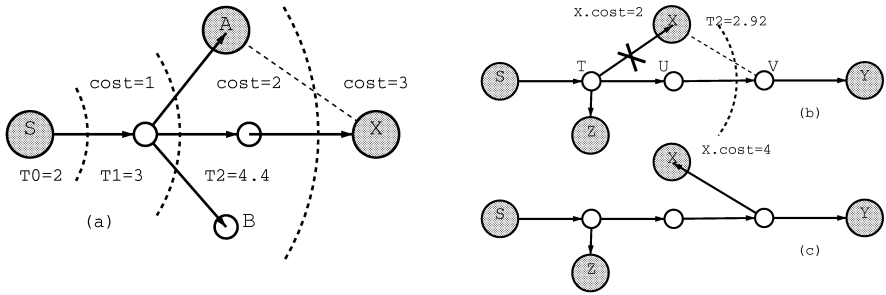 A
cost=1
cost=2
cost=3
S
X
T0=2
T1=3
T2=4.4
(a)
B
X.cost=2
X
T2=2.92
S
T
U
V
Y
(b)
Z
X.cost=4
X
S
Y
(c)
Z